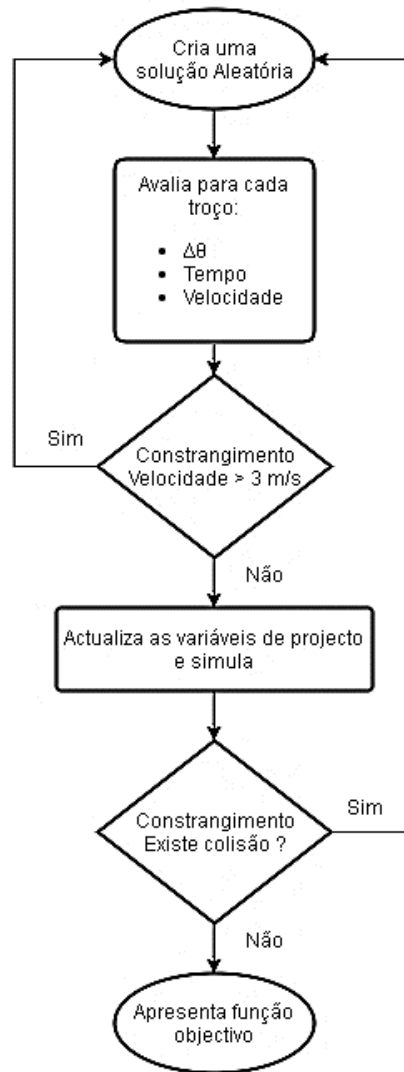 Cria uma
solução Aleatória
Avalia para cada
troço:
• Δθ
• Tempo
• Velocidade
Sim
Constrangimento
Velocidade > 3 m/s
Não
Actualiza as variáveis de projecto
e simula
Constrangimento
Existe colisão ?
Sim
Não
Apresenta função
objectivo